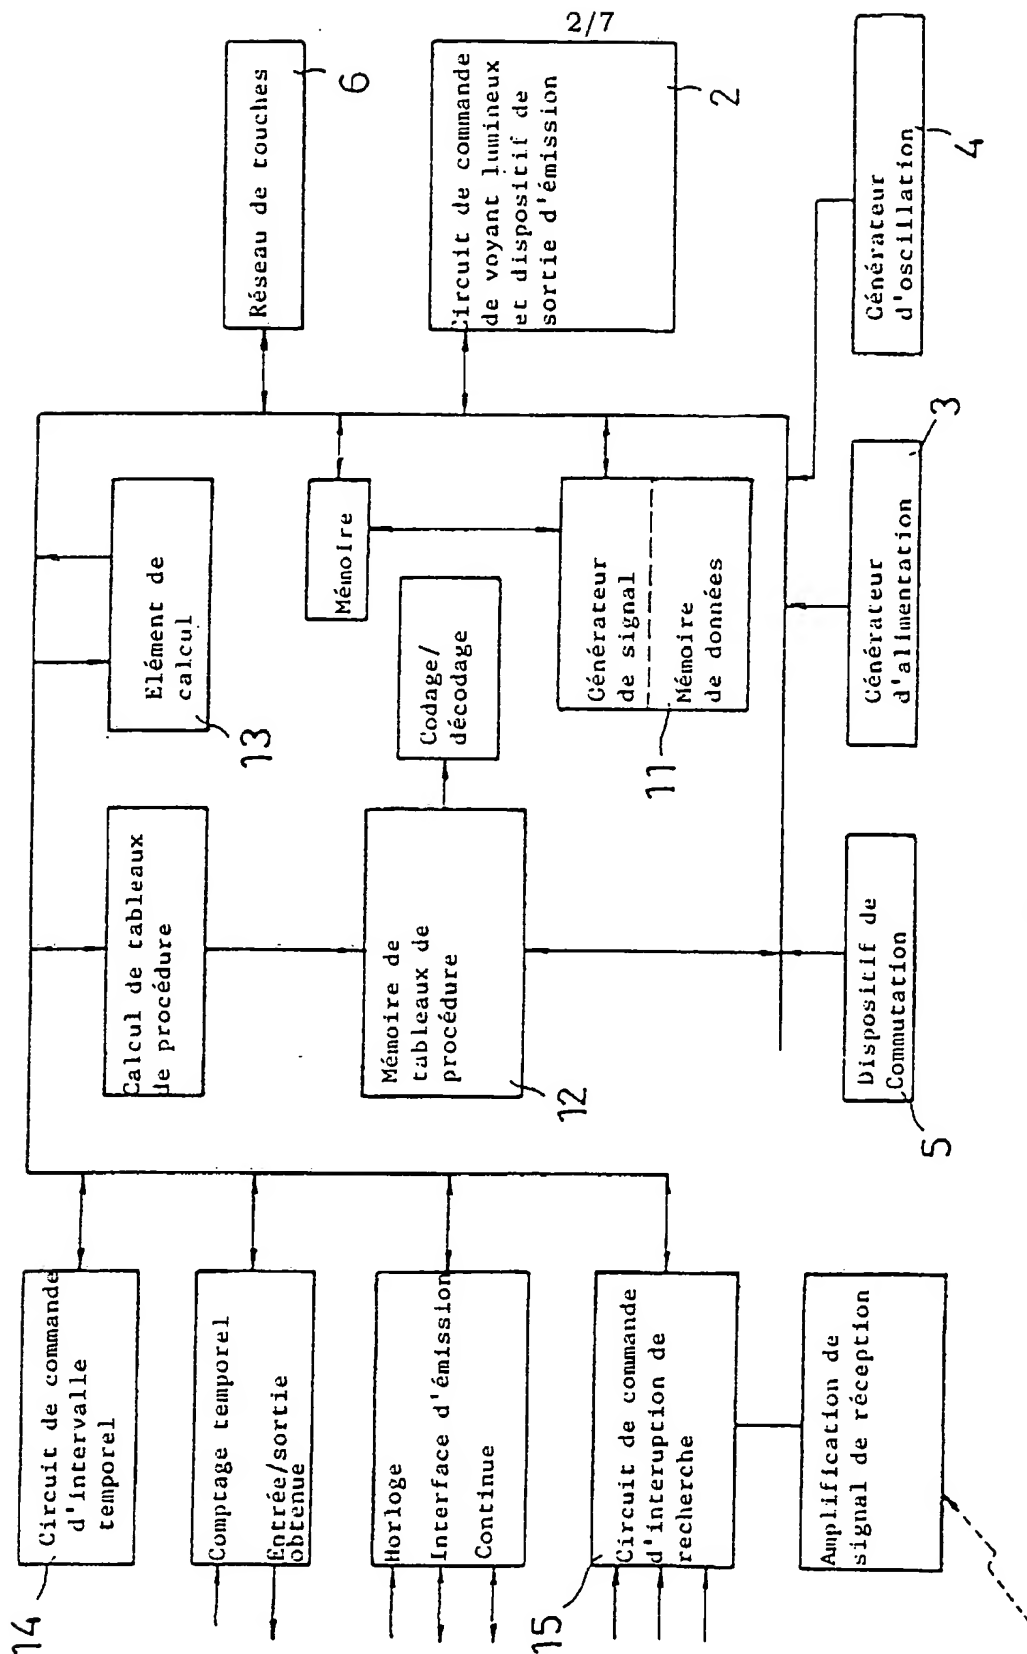 2/7
14
Circuit de commande
d'intervalle
temporel
Comptage temporel
Entrée/sortie
obtenue
Horloge
Interface d'émission
Continue
15
Circuit de commande
d'interuption de
recherche
Amplification de
signal de réception
Calcul de tableaux
de procédure
Mémoire de
tableaux de
procédure
12
Codage/
décodage
Elément de
calcul
13
Mémoire
Générateur
de signal
Mémoire
de données
11
Réseau de touches
6
Circuit de commande
de voyant lumineux
et dispositif de
sortie d'émission
2
Dispositif de
Commutation
5
Générateur
d'alimentation
3
Générateur
d'oscillation
4